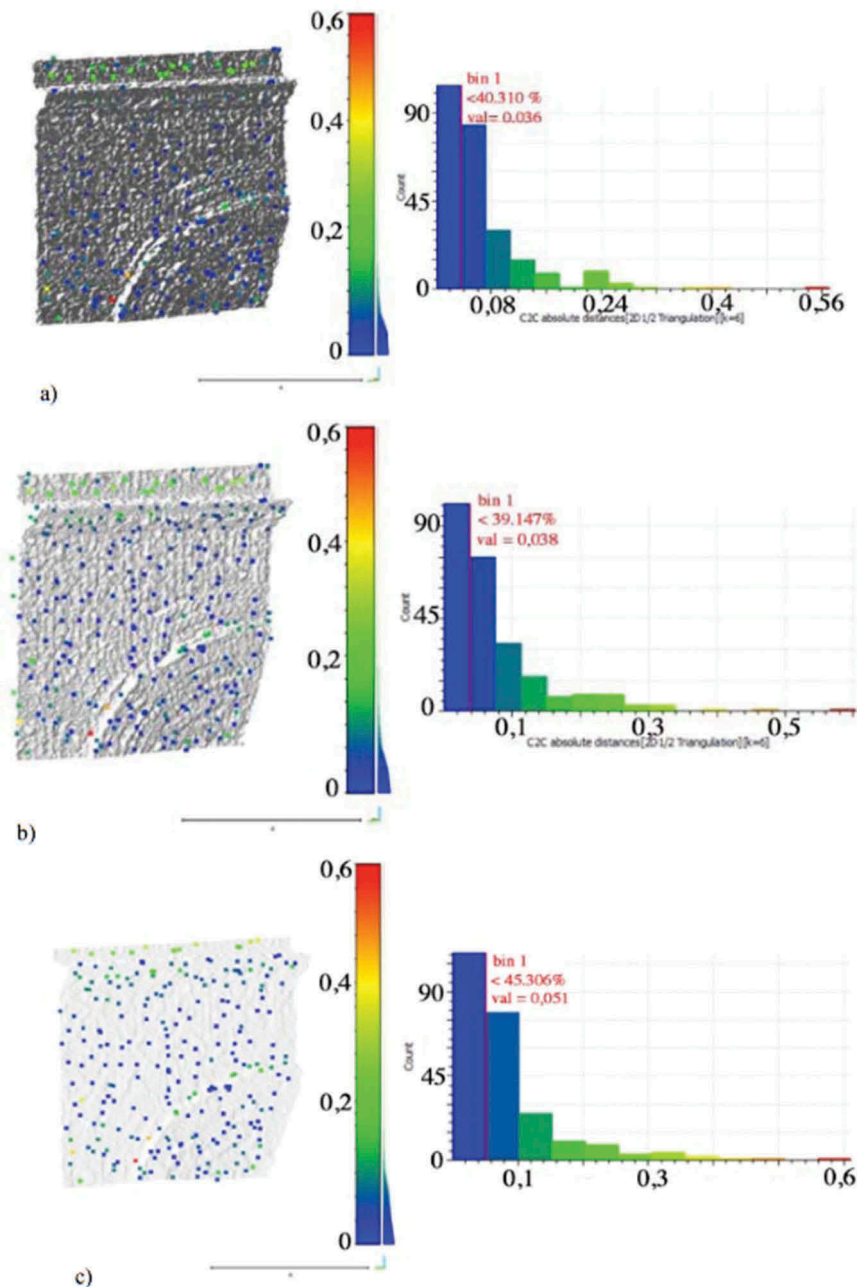 0,6
0,4
0,2
0
bin 1
<40.310 %
val= 0.036
90
45
0
Count
0,08
0,24
0,4
0,56
C2C absolute distances[2D1/2 Triangulation][k=6]
a)
0,6
0,4
0,2
0
bin 1
< 39.147%
val = 0,038
90
45
0
Count
0,1
0,3
0,5
C2C absolute distances[2D1/2 Triangulation][k=6]
b)
0,6
0,4
0,2
0
bin 1
< 45.306%
val = 0,051
90
45
0
Count
0,1
0,3
0,6
c)